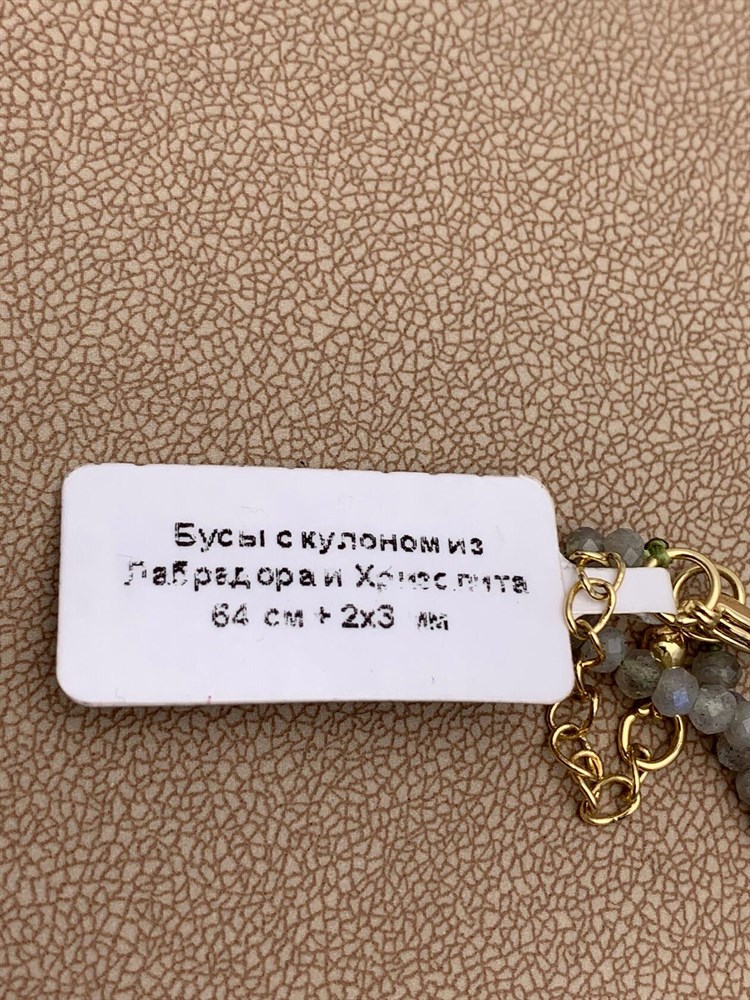 Бусы с кулоном из
Лабрадора и Хризолита
64 см + 2х3 мм